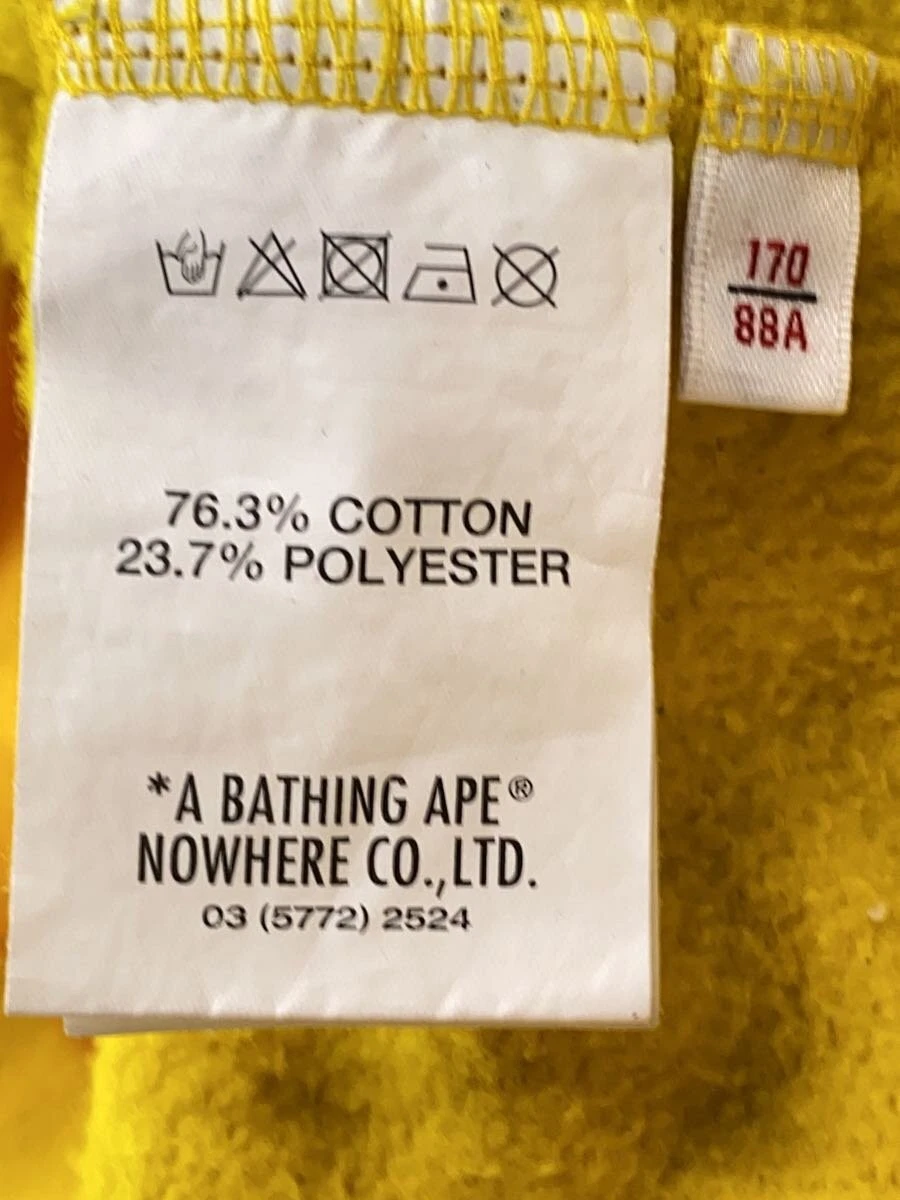 170
88A
76.3% COTTON
23.7% POLYESTER
*A BATHING APE®
NOWHERE CO.,LTD.
03 (5772) 2524